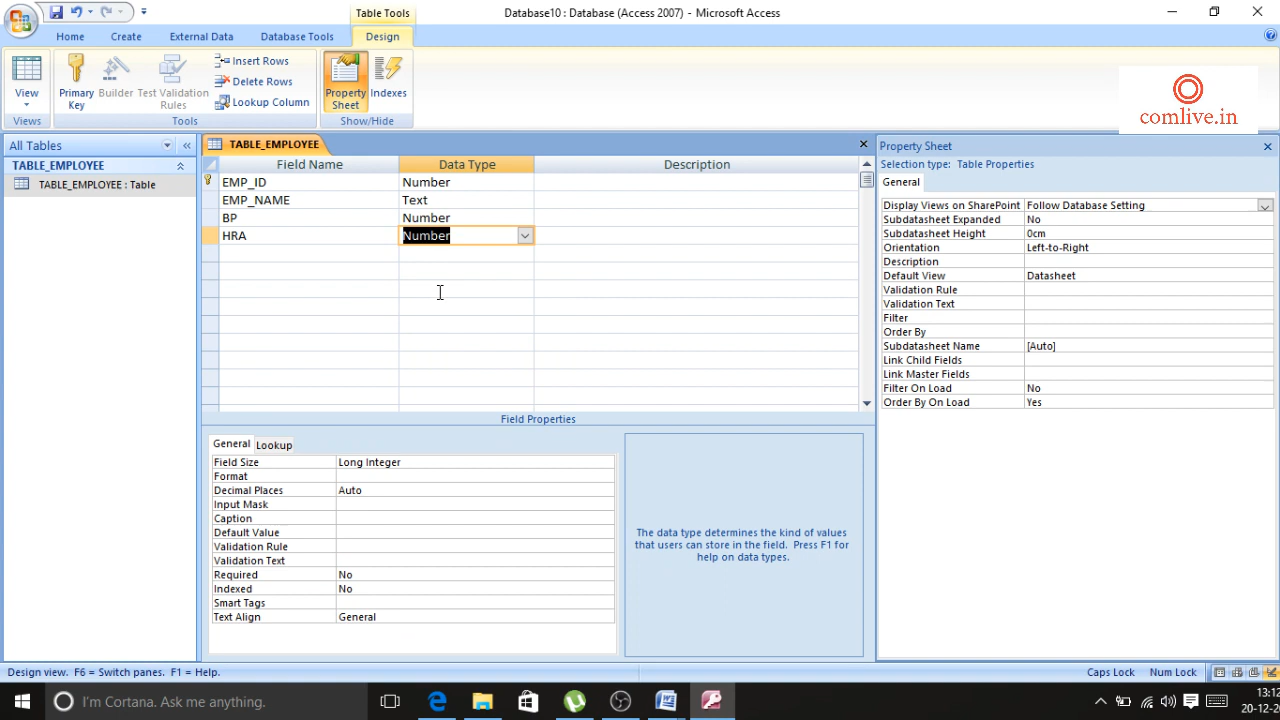 Table Tools
Database10 : Database (Access 2007) - Microsoft Access
Home
Create
External Data
Database Tools
Design
View
Primary Key
Builder
Test Validation Rules
Insert Rows
Delete Rows
Lookup Column
Property Sheet
Indexes
Views
Tools
Show/Hide
comlive.in
All Tables
TABLE_EMPLOYEE
TABLE_EMPLOYEE : Table
TABLE_EMPLOYEE
Field Name Data Type Description
EMP_ID Number
EMP_NAME Text
BP Number
HRA Number
Field Properties
General Lookup
Field Size Long Integer
Format
Decimal Places Auto
Input Mask
Caption
Default Value
Validation Rule
Validation Text
Required No
Indexed No
Smart Tags
Text Align General
The data type determines the kind of values
that users can store in the field. Press F1 for
help on data types.
Property Sheet
Selection type: Table Properties
General
Display Views on SharePoint Follow Database Setting
Subdatasheet Expanded No
Subdatasheet Height 0cm
Orientation Left-to-Right
Description
Default View Datasheet
Validation Rule
Validation Text
Filter
Order By
Subdatasheet Name [Auto]
Link Child Fields
Link Master Fields
Filter On Load No
Order By On Load Yes
Design view. F6 = Switch panes. F1 = Help.
Caps Lock
Num Lock
I'm Cortana. Ask me anything.
13:12
20-12-2